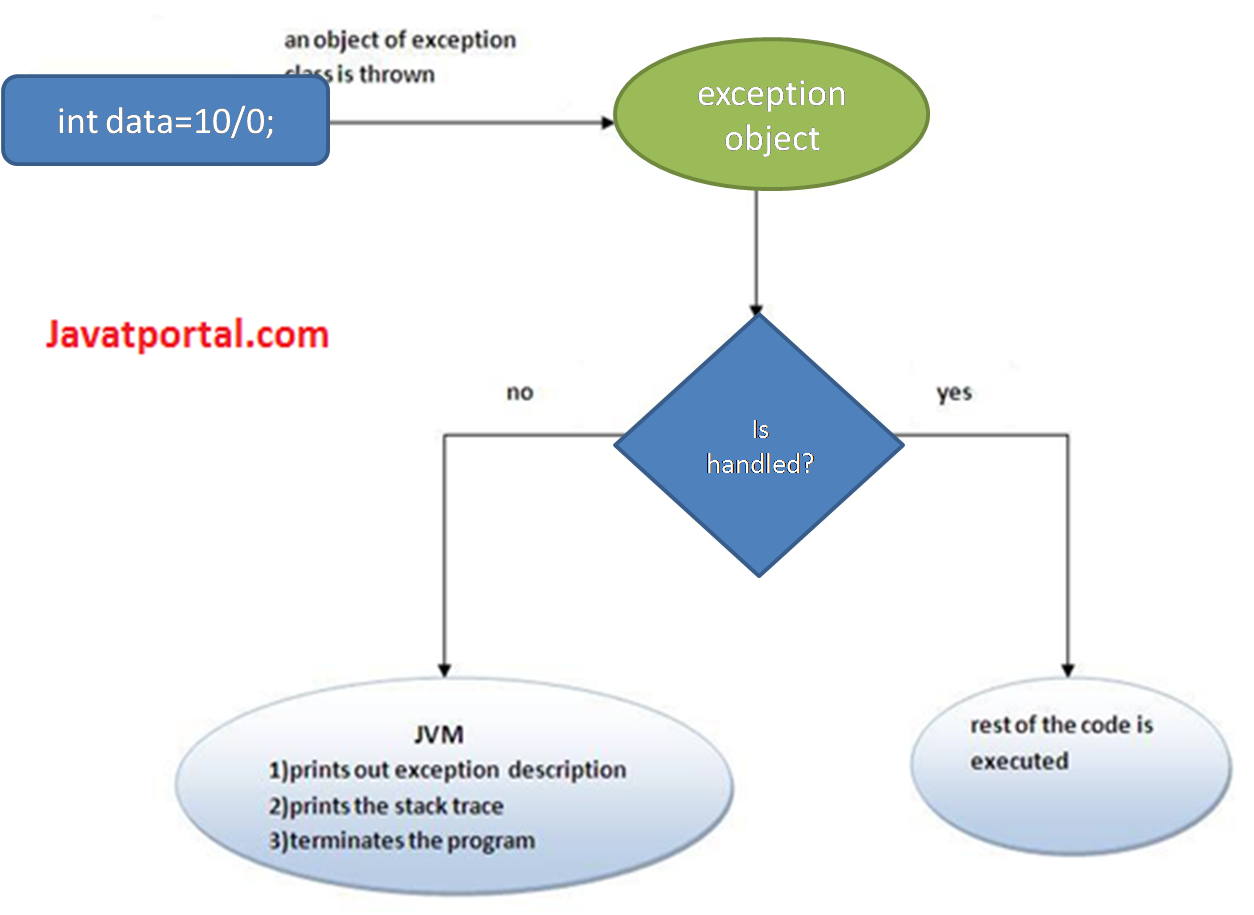 an object of exception
class is thrown
int data=10/0;
exception
object
Javatportal.com
no
yes
Is
handled?
JVM
1)prints out exception description
2)prints the stack trace
3)terminates the program
rest of the code is
executed